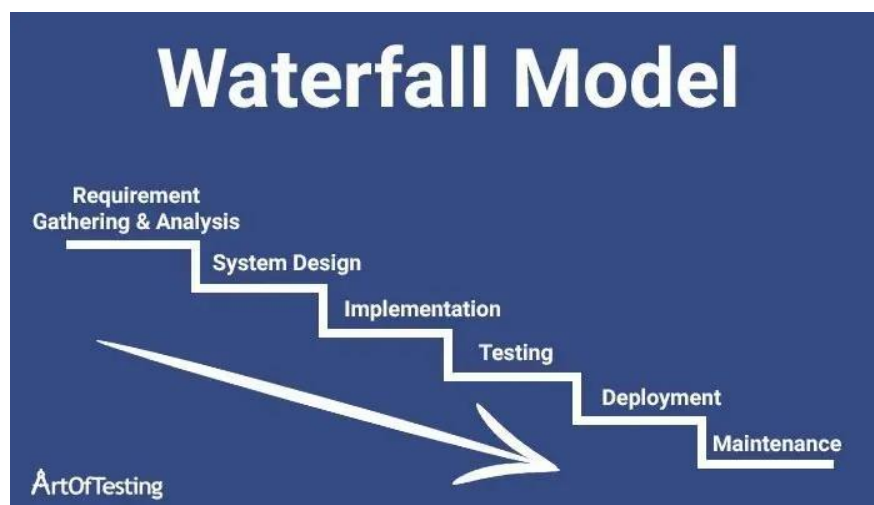 Waterfall Model
Requirement
Gathering & Analysis
System Design
Implementation
Testing
Deployment
Maintenance
ArtOfTesting